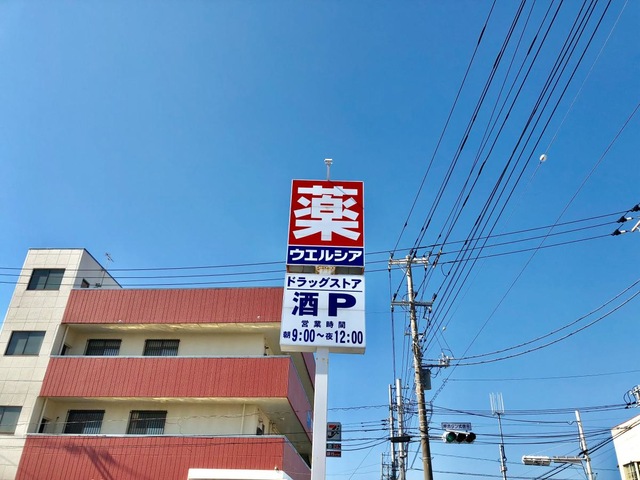 薬
ウエルシア
ドラッグストア
酒 P
営業時間
朝9:00〜夜12:00